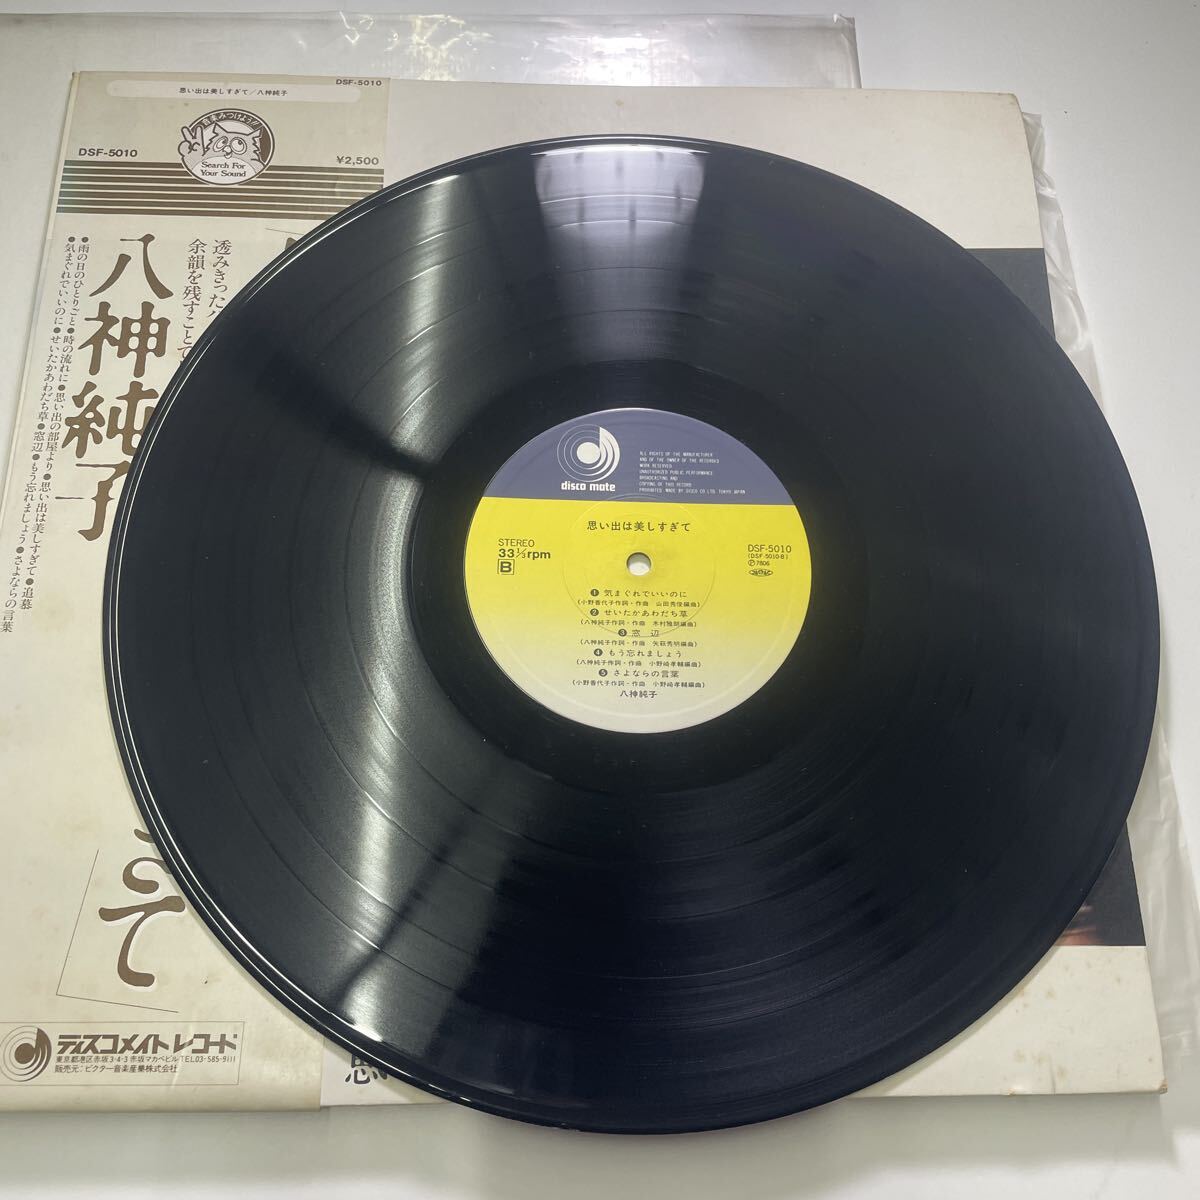 思い出は美しすぎて/八神純子
DSF-5010
DSF-5010
音楽みつけよう!!
Search For
Your Sound
¥2,500
透みきった
余韻を残すことで
八神純子
●雨の日のひとりごと●時の流れに●思い出の部屋より●思い出は美しすぎて●追慕
●気まぐれでいいのに●せいたかあわだち草●窓辺●もう忘れましょう●さよならの言葉
て
ディスコメイトレコード
東京都港区赤坂3-4-3赤坂マカベビル TEL03-585-9111
販売元:ビクター音楽産業株式会社
思い
disco mate
ALL RIGHTS OF THE MANUFACTURER
AND OF THE OWNER OF THE RECORDED
WORK RESERVED
UNAUTHORIZED PUBLIC PERFORMANCE
BROADCASTING AND
COPYING OF THIS RECORD
PROHIBITED. MADE BY DISCO CO. LTD. TOKYO JAPAN
思い出は美しすぎて
STEREO
33⅓rpm
B
DSF-5010
(DSF-5010-B)
Ⓟ7806
❶ 気まぐれでいいのに
(小野香代子作詞・作曲 山田秀俊編曲)
❷ せいたかあわだち草
(八神純子作詞・作曲 木村雅朗編曲)
❸ 窓辺
(八神純子作詞・作曲 矢萩秀明編曲)
❹ もう忘れましょう
(八神純子作詞・作曲 小野崎孝輔編曲)
❺ さよならの言葉
(小野香代子作詞・作曲 小野崎孝輔編曲)
八神純子